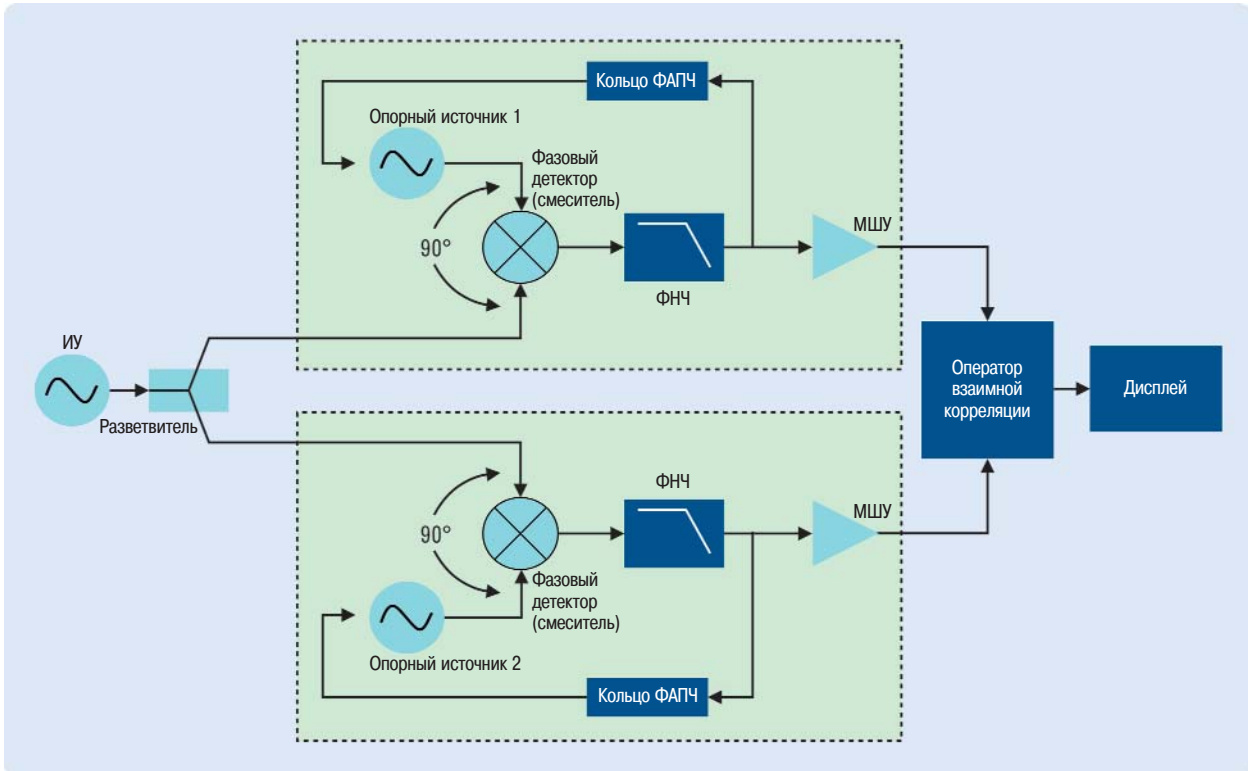 Кольцо ФАПЧ
Опорный источник 1
Фазовый
детектор
(смеситель)
90°
МШУ
ФНЧ
ИУ
Разветвитель
Оператор
взаимной
корреляции
Дисплей
ФНЧ
МШУ
90°
Фазовый
детектор
(смеситель)
Опорный источник 2
Кольцо ФАПЧ